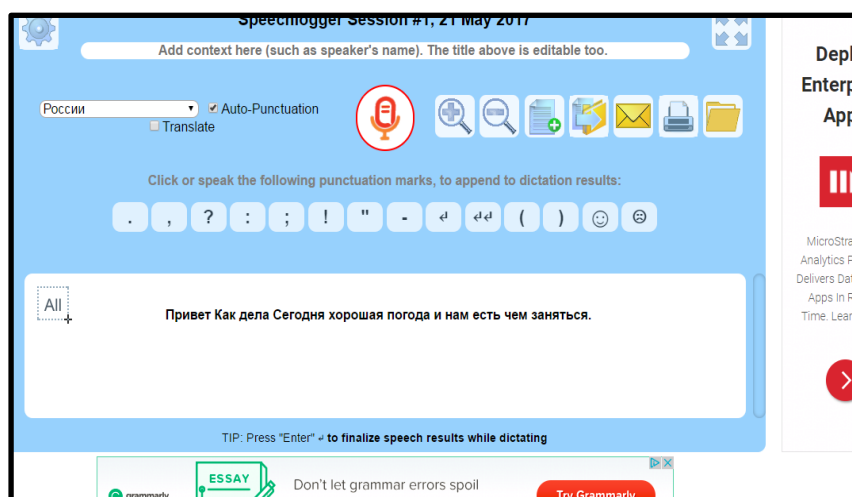 Speechlogger Session #1, 21 May 2017
Add context here (such as speaker's name). The title above is editable too.
России
Auto-Punctuation
Translate
Click or speak the following punctuation marks, to append to dictation results:
. , ? : ; ! " - ↲ ↲↲ ( ) ☺ ☹
All
Привет Как дела Сегодня хорошая погода и нам есть чем заняться.
TIP: Press "Enter" ↲ to finalize speech results while dictating
Enterp
App
MicroStra
Analytics P
Delivers Dat
Apps In R
Time. Lear
grammarly
ESSAY
Don't let grammar errors spoil
Try Grammarly